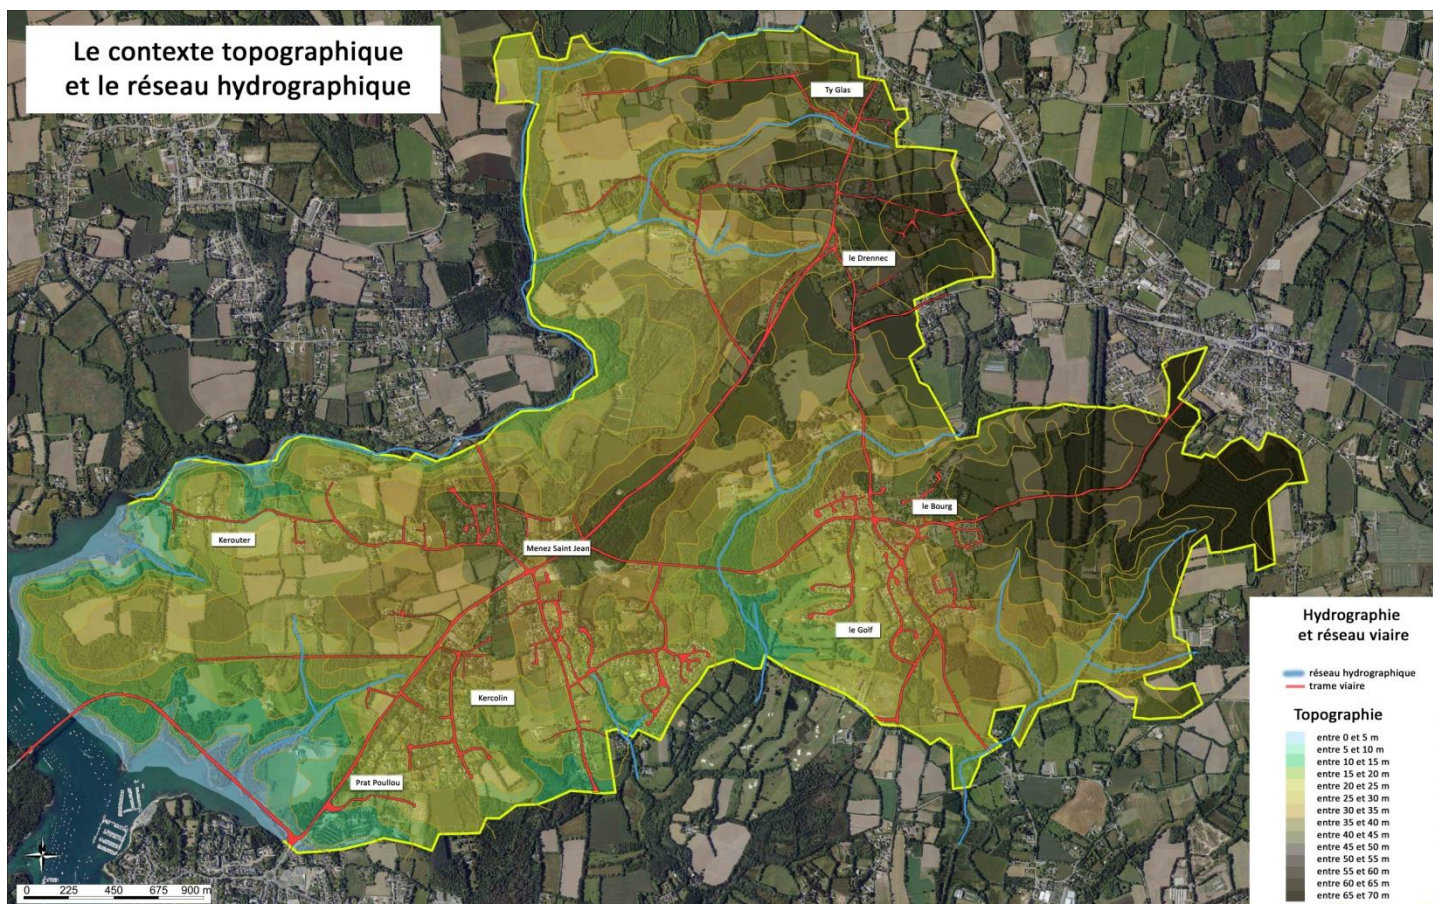 Le contexte topographique
et le réseau hydrographique
Ty Glas
le Drennec
le Bourg
Menez Saint Jean
Kerouter
le Golf
Kercolin
Prat Poullou
Hydrographie
et réseau viaire
réseau hydrographique
trame viaire
Topographie
entre 0 et 5 m
entre 5 et 10 m
entre 10 et 15 m
entre 15 et 20 m
entre 20 et 25 m
entre 25 et 30 m
entre 30 et 35 m
entre 35 et 40 m
entre 40 et 45 m
entre 45 et 50 m
entre 50 et 55 m
entre 55 et 60 m
entre 60 et 65 m
entre 65 et 70 m
0 225 450 675 900 m